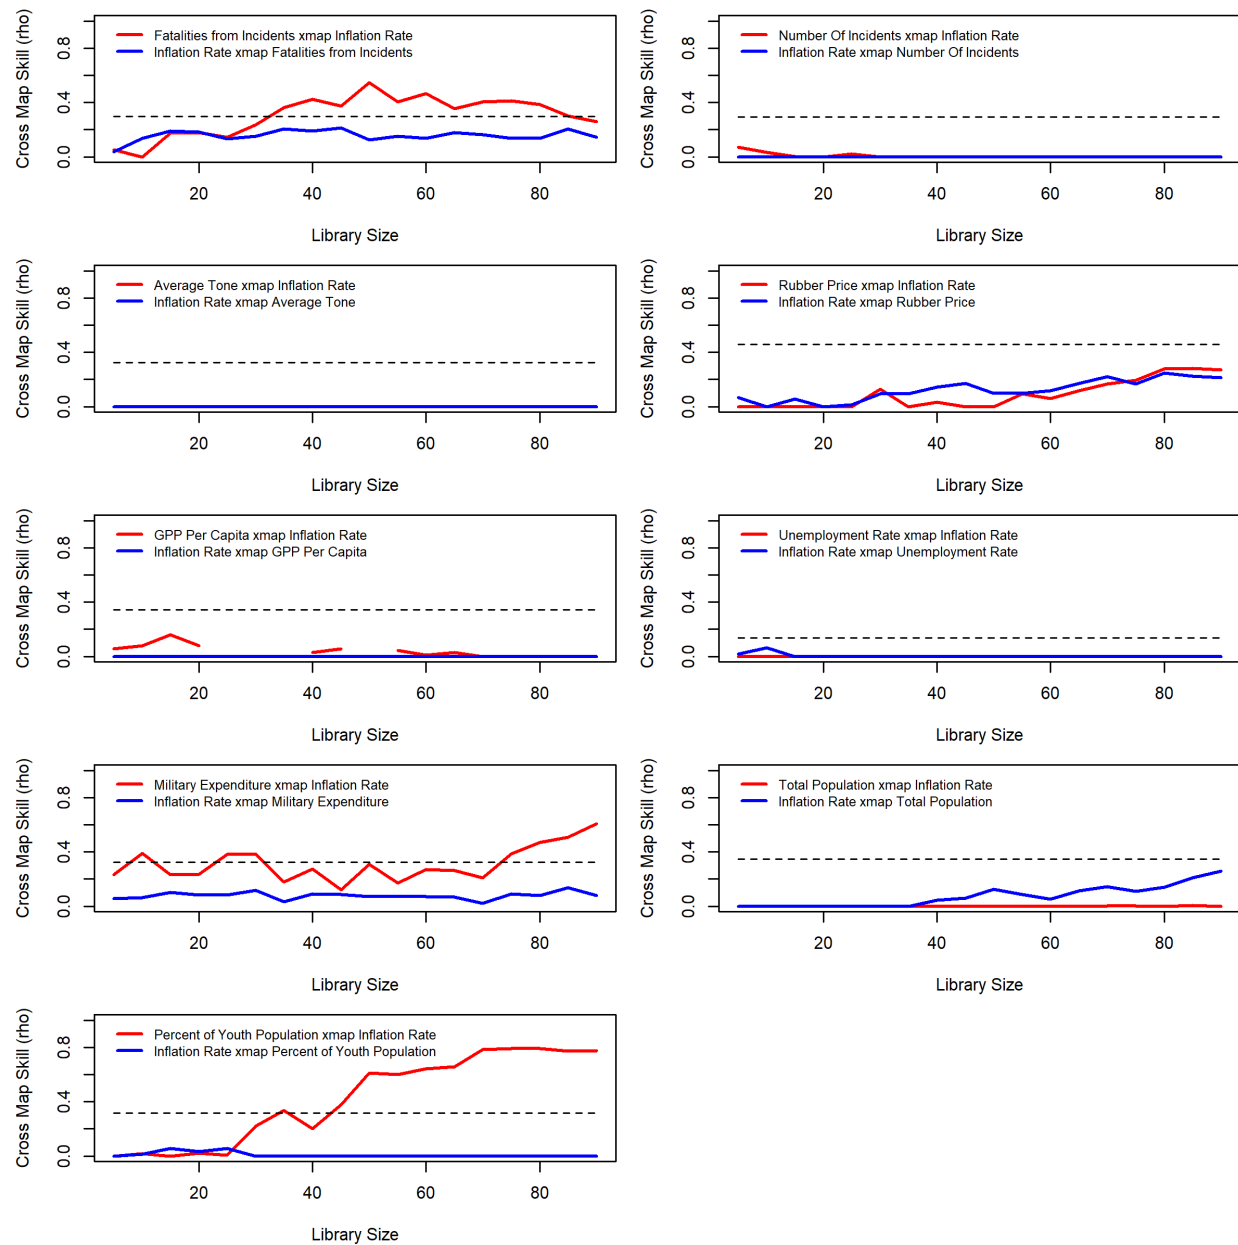 Cross Map Skill (rho)
0.8
0.4
0.0
Fatalities from Incidents xmap Inflation Rate
Inflation Rate xmap Fatalities from Incidents
20 40 60 80
Library Size
Cross Map Skill (rho)
0.8
0.4
0.0
Number Of Incidents xmap Inflation Rate
Inflation Rate xmap Number Of Incidents
20 40 60 80
Library Size
Cross Map Skill (rho)
0.8
0.4
0.0
Average Tone xmap Inflation Rate
Inflation Rate xmap Average Tone
20 40 60 80
Library Size
Cross Map Skill (rho)
0.8
0.4
0.0
Rubber Price xmap Inflation Rate
Inflation Rate xmap Rubber Price
20 40 60 80
Library Size
Cross Map Skill (rho)
0.8
0.4
0.0
GPP Per Capita xmap Inflation Rate
Inflation Rate xmap GPP Per Capita
20 40 60 80
Library Size
Cross Map Skill (rho)
0.8
0.4
0.0
Unemployment Rate xmap Inflation Rate
Inflation Rate xmap Unemployment Rate
20 40 60 80
Library Size
Cross Map Skill (rho)
0.8
0.4
0.0
Military Expenditure xmap Inflation Rate
Inflation Rate xmap Military Expenditure
20 40 60 80
Library Size
Cross Map Skill (rho)
0.8
0.4
0.0
Total Population xmap Inflation Rate
Inflation Rate xmap Total Population
20 40 60 80
Library Size
Cross Map Skill (rho)
0.8
0.4
0.0
Percent of Youth Population xmap Inflation Rate
Inflation Rate xmap Percent of Youth Population
20 40 60 80
Library Size